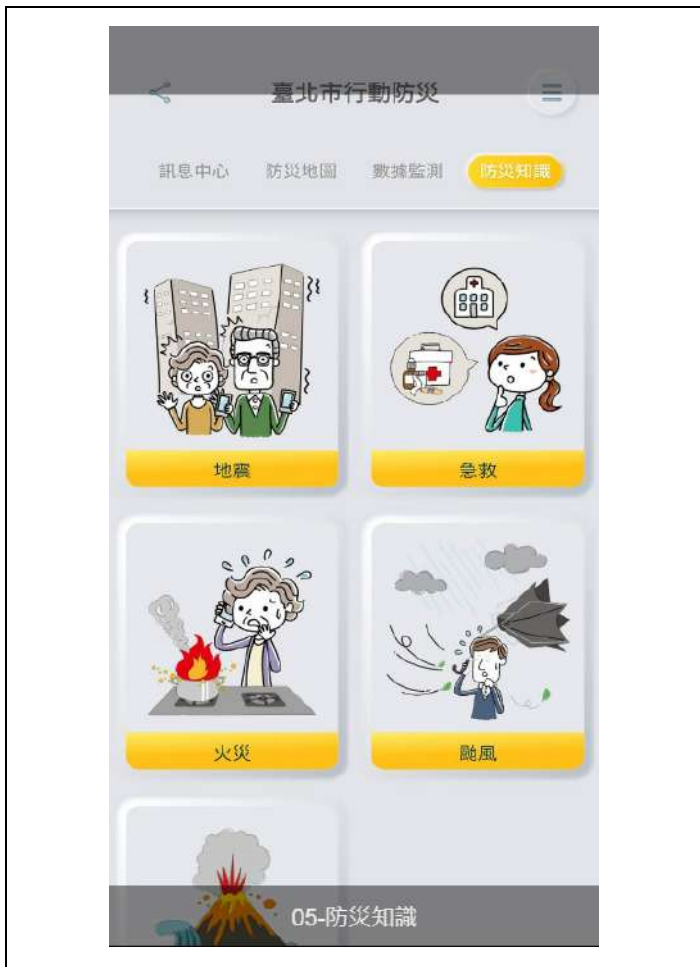 臺北市行動防災
訊息中心 防災地圖 數據監測 防災知識
地震 急救
火災 颱風
05-防災知識